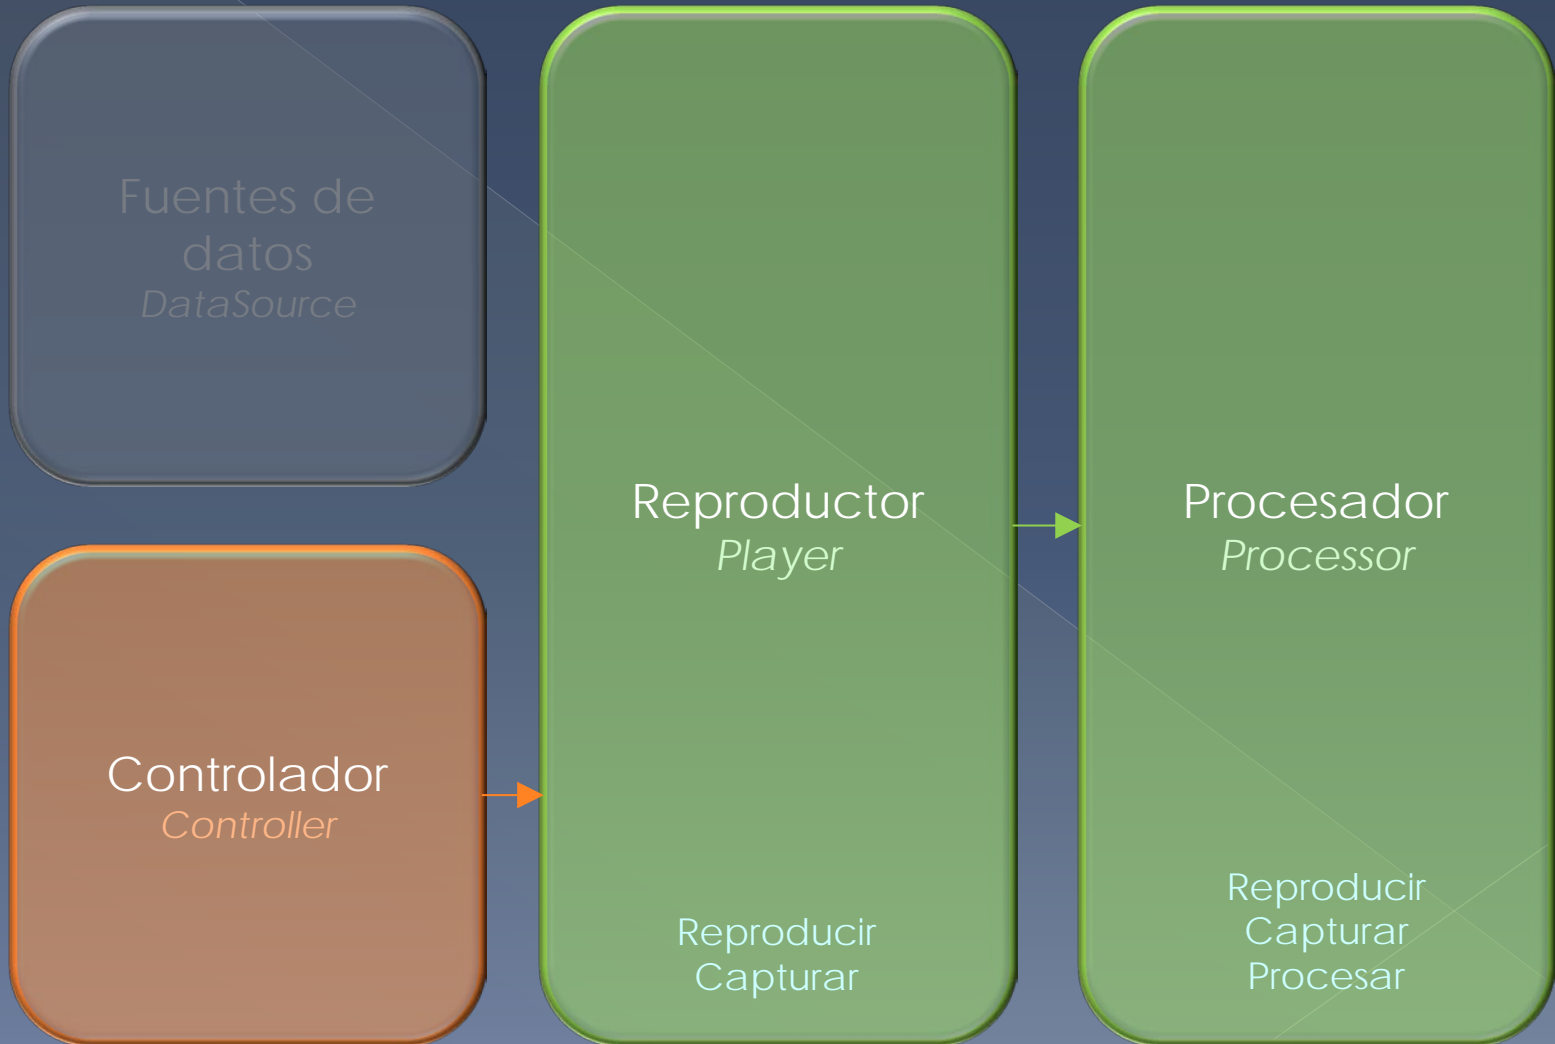 Fuentes de
datos
DataSource
Controlador
Controller
Reproductor
Player
Reproducir
Capturar
Procesador
Processor
Reproducir
Capturar
Procesar